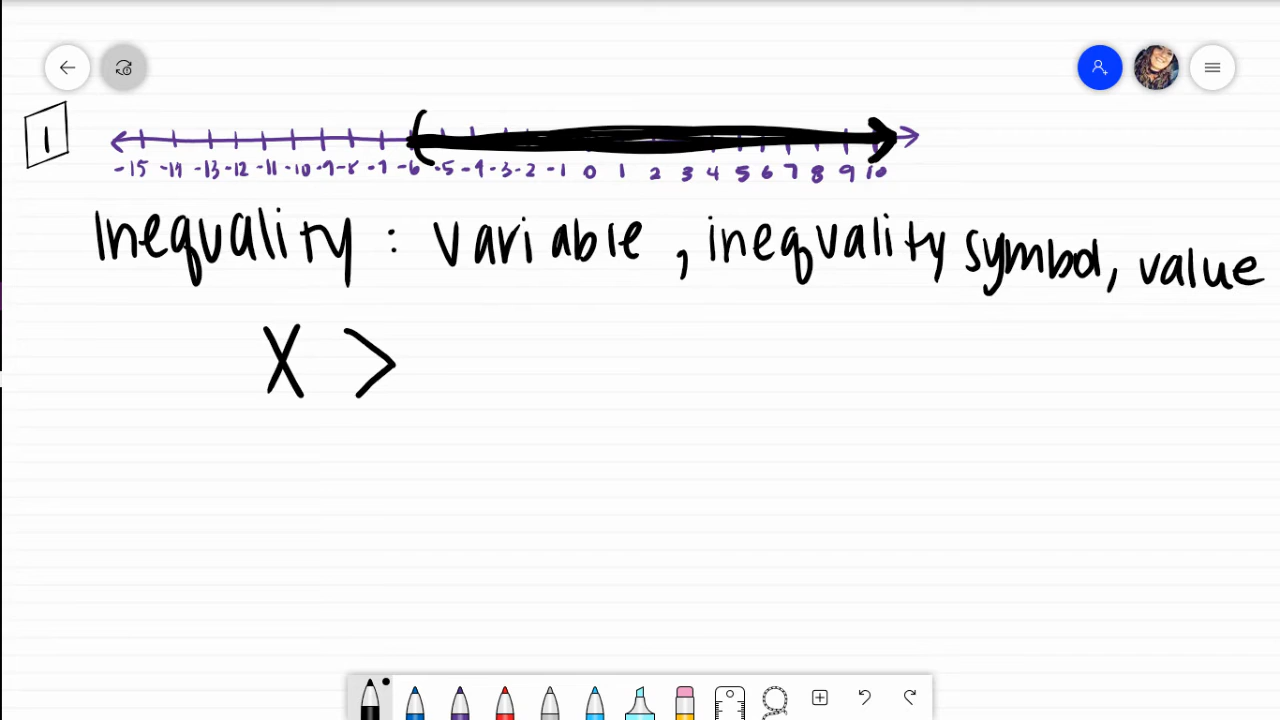 1
-15 -14 -13 -12 -11 -10 -9 -8 -7 -6 -5 -4 -3 -2 -1 0 1 2 3 4 5 6 7 8 9 10
Inequality : variable , inequality symbol, value
X >